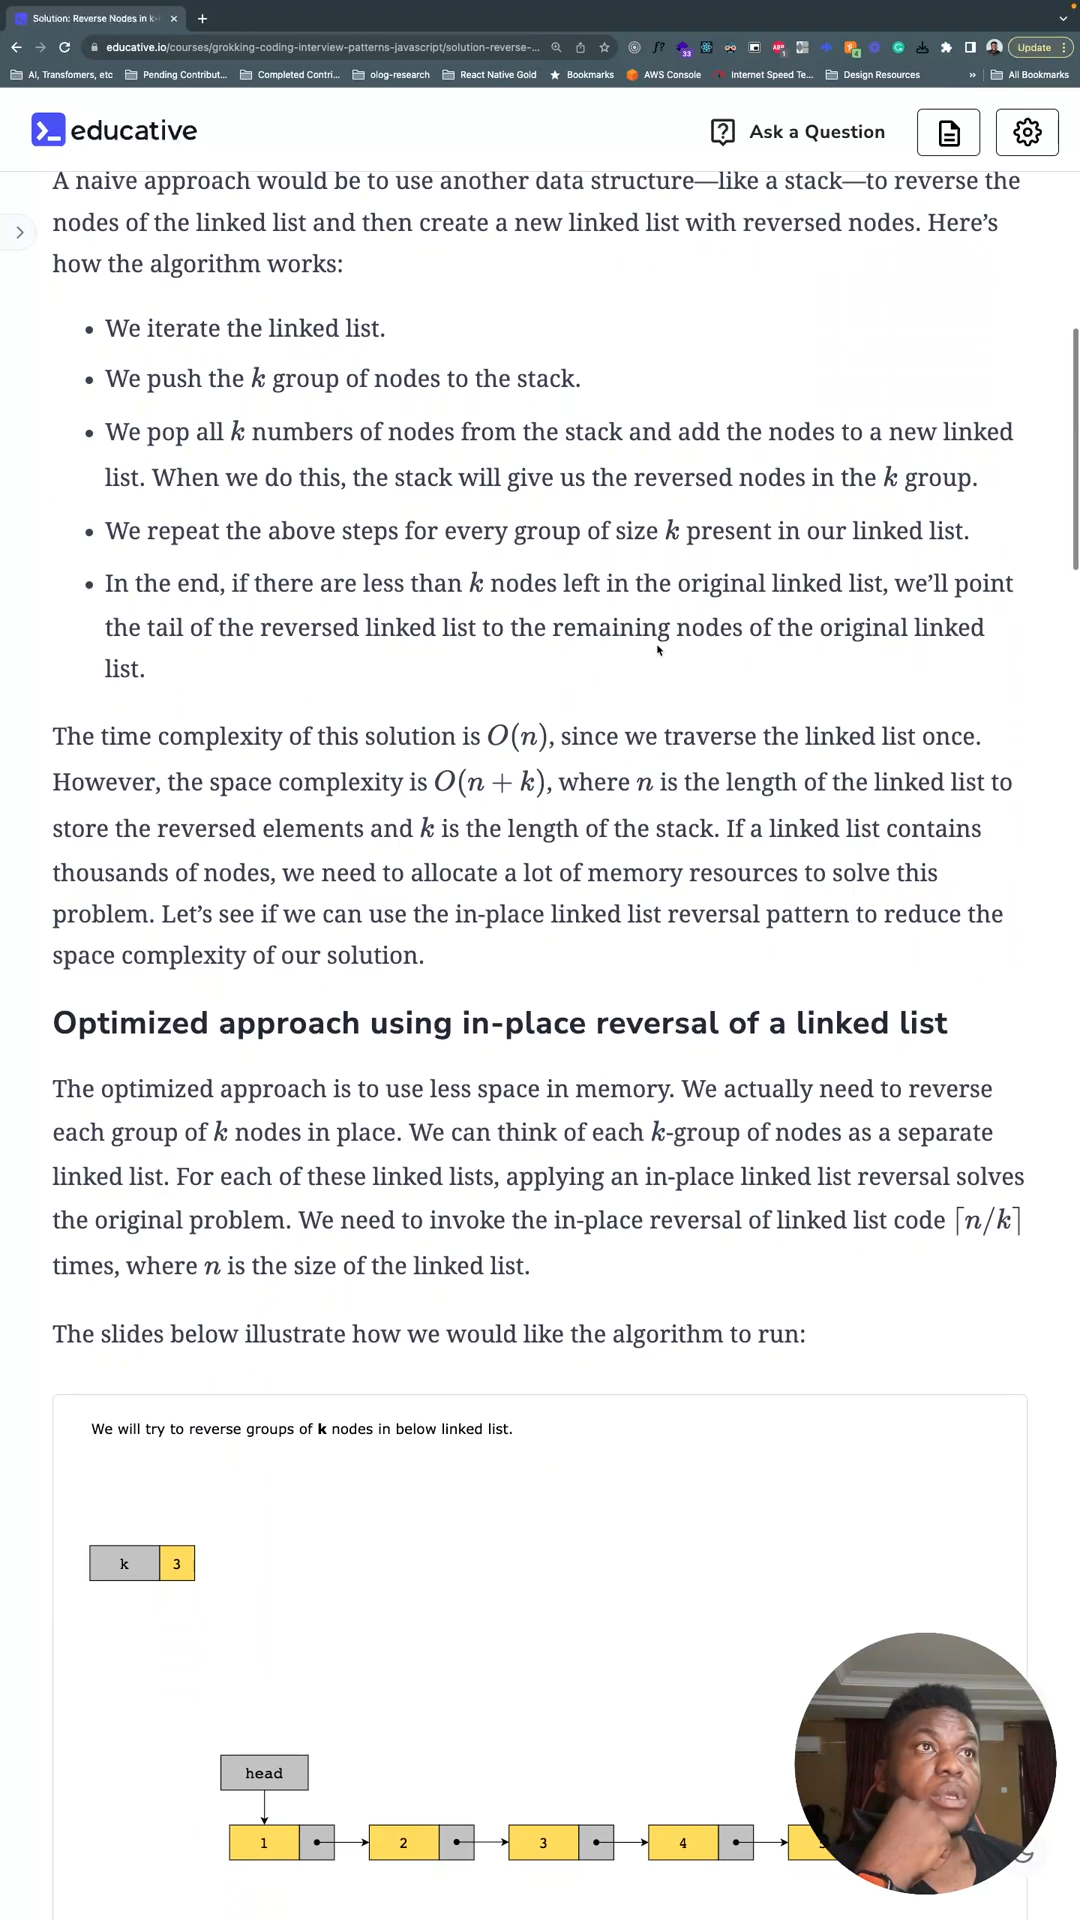 Solution: Reverse Nodes in k-
educative.io/courses/grokking-coding-interview-patterns-javascript/solution-reverse-...
Update
AI, Transfomers, etc
Pending Contribut...
Completed Contri...
olog-research
React Native Gold
Bookmarks
AWS Console
Internet Speed Te...
Design Resources
»
All Bookmarks
educative
Ask a Question
A naive approach would be to use another data structure—like a stack—to reverse the
nodes of the linked list and then create a new linked list with reversed nodes. Here’s
how the algorithm works:
• We iterate the linked list.
• We push the k group of nodes to the stack.
• We pop all k numbers of nodes from the stack and add the nodes to a new linked
list. When we do this, the stack will give us the reversed nodes in the k group.
• We repeat the above steps for every group of size k present in our linked list.
• In the end, if there are less than k nodes left in the original linked list, we’ll point
the tail of the reversed linked list to the remaining nodes of the original linked
list.
The time complexity of this solution is O(n), since we traverse the linked list once.
However, the space complexity is O(n + k), where n is the length of the linked list to
store the reversed elements and k is the length of the stack. If a linked list contains
thousands of nodes, we need to allocate a lot of memory resources to solve this
problem. Let’s see if we can use the in-place linked list reversal pattern to reduce the
space complexity of our solution.
Optimized approach using in-place reversal of a linked list
The optimized approach is to use less space in memory. We actually need to reverse
each group of k nodes in place. We can think of each k-group of nodes as a separate
linked list. For each of these linked lists, applying an in-place linked list reversal solves
the original problem. We need to invoke the in-place reversal of linked list code ⌈n/k⌉
times, where n is the size of the linked list.
The slides below illustrate how we would like the algorithm to run:
We will try to reverse groups of k nodes in below linked list.
k 3
head
1 2 3 4